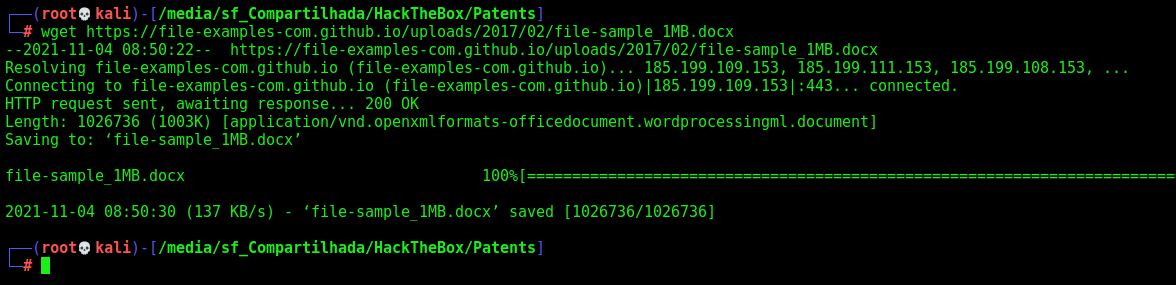 ┌──(root💀kali)-[/media/sf_Compartilhada/HackTheBox/Patents]
└─# wget https://file-examples-com.github.io/uploads/2017/02/file-sample_1MB.docx
--2021-11-04 08:50:22--  https://file-examples-com.github.io/uploads/2017/02/file-sample_1MB.docx
Resolving file-examples-com.github.io (file-examples-com.github.io)... 185.199.109.153, 185.199.111.153, 185.199.108.153, ...
Connecting to file-examples-com.github.io (file-examples-com.github.io)|185.199.109.153|:443... connected.
HTTP request sent, awaiting response... 200 OK
Length: 1026736 (1003K) [application/vnd.openxmlformats-officedocument.wordprocessingml.document]
Saving to: ‘file-sample_1MB.docx’
file-sample_1MB.docx                                 100%[========================================================================
2021-11-04 08:50:30 (137 KB/s) - ‘file-sample_1MB.docx’ saved [1026736/1026736]
┌──(root💀kali)-[/media/sf_Compartilhada/HackTheBox/Patents]
└─#